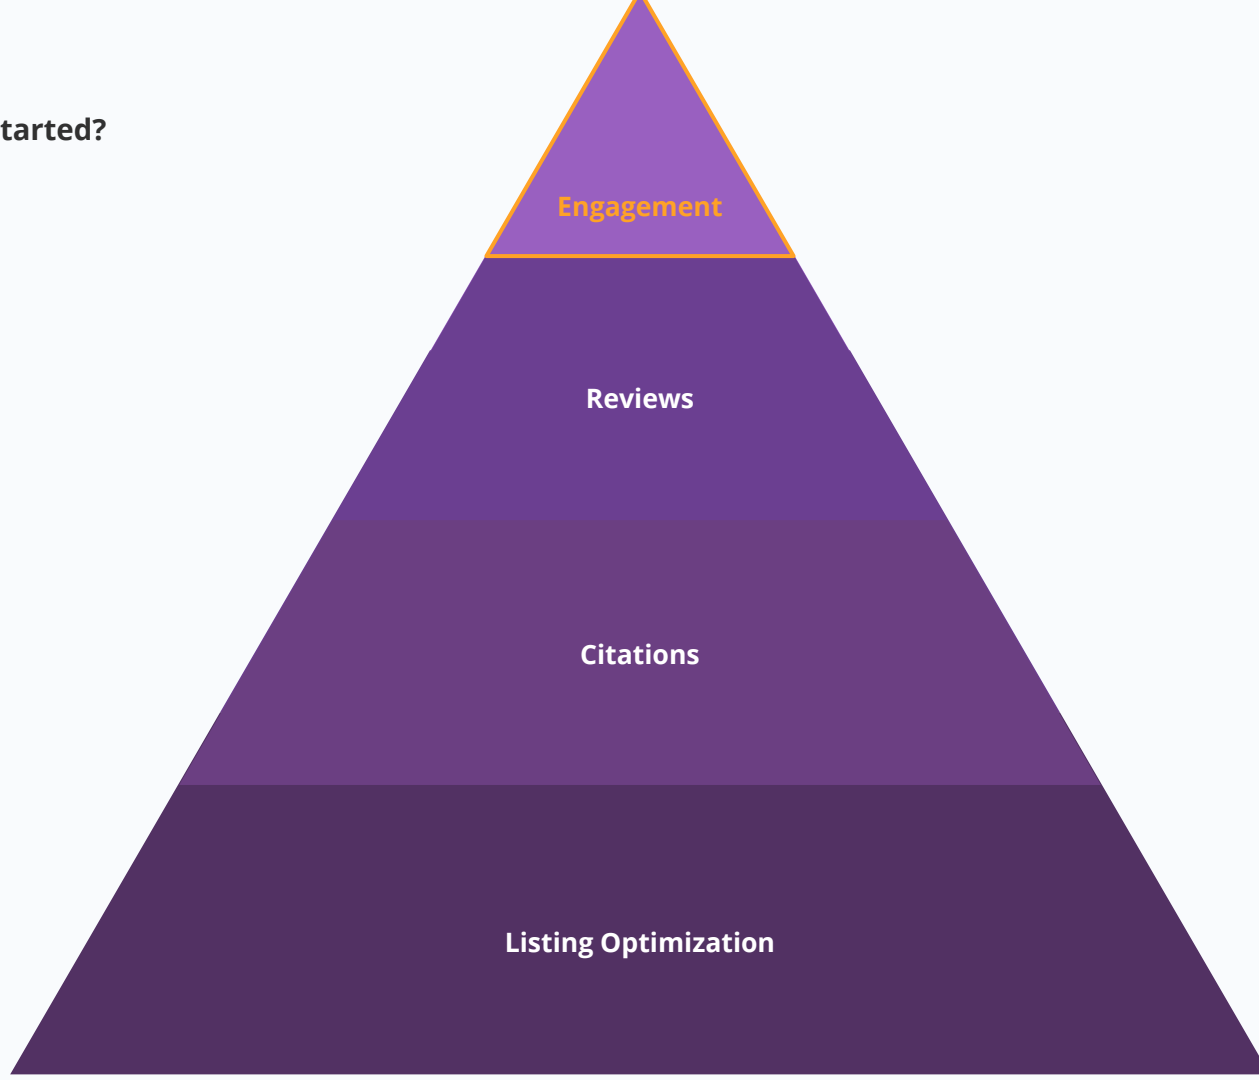 tarted?
Engagement
Reviews
Citations
Listing Optimization